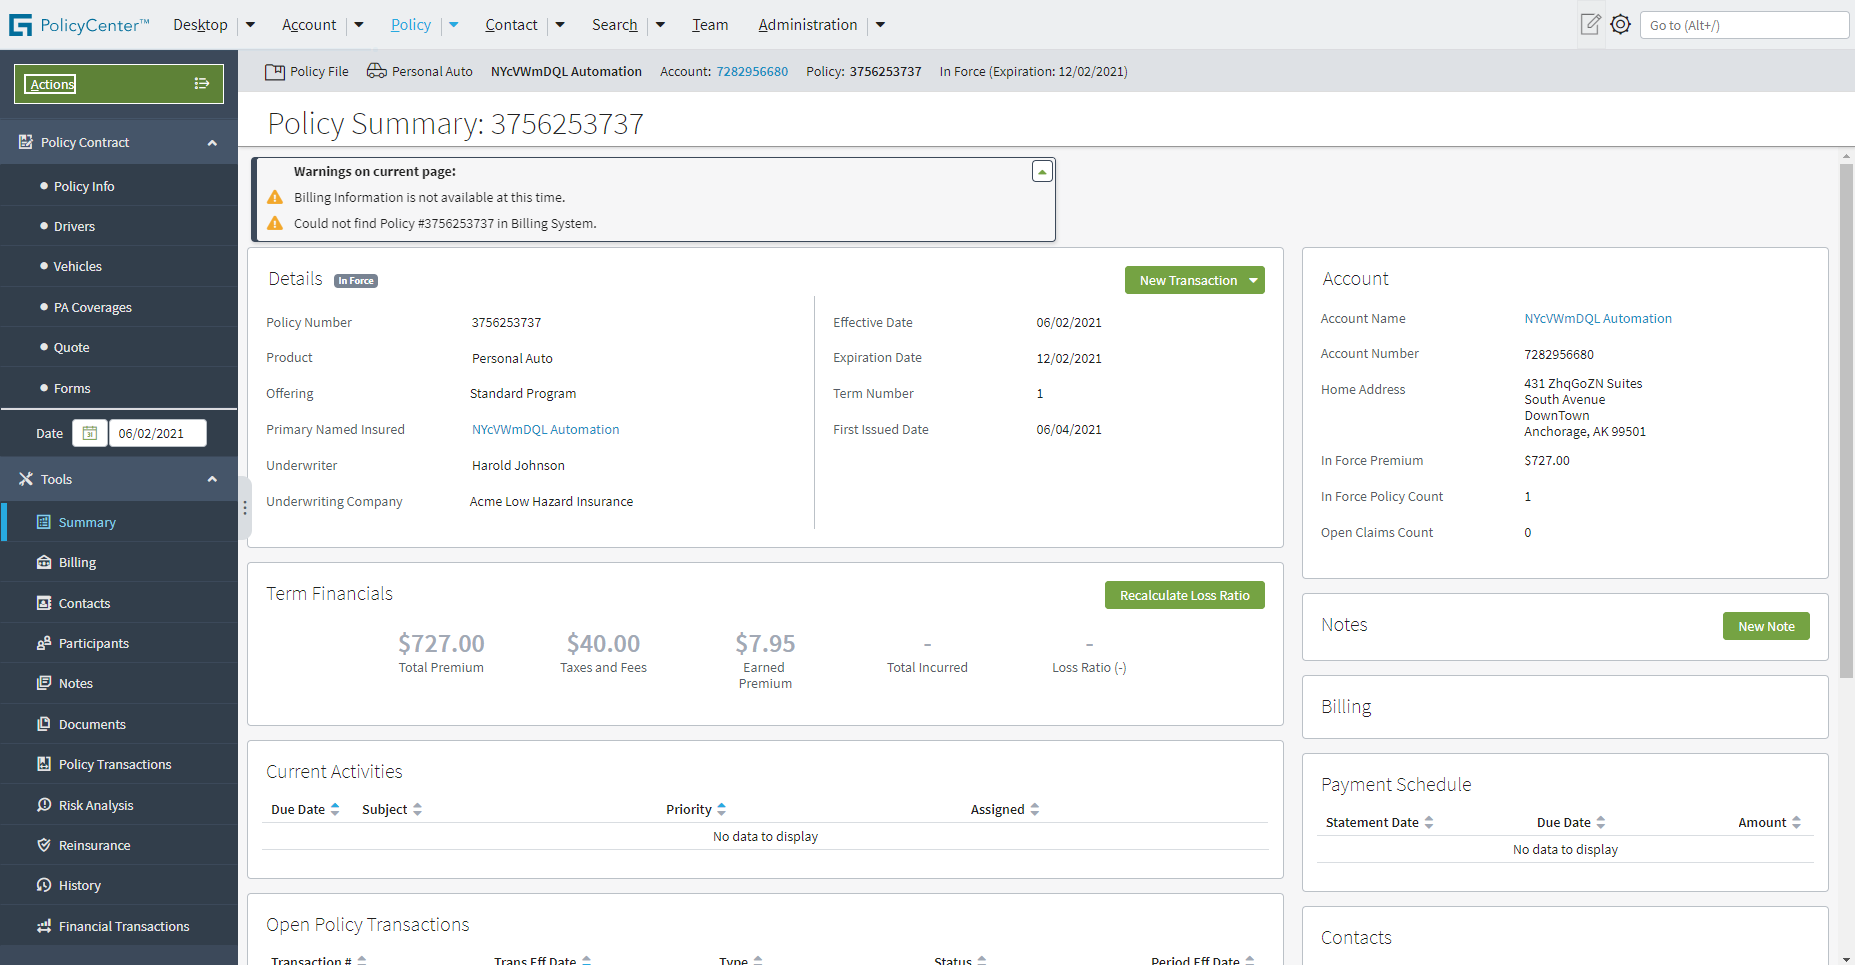 PolicyCenter™ Desktop Account Policy Contact Search Team Administration Go to (Alt+/)
Actions
Policy File Personal Auto NYcVWmDQL Automation Account: 7282956680 Policy: 3756253737 In Force (Expiration: 12/02/2021)
Policy Contract
Policy Info
Drivers
Vehicles
PA Coverages
Quote
Forms
Date 31 06/02/2021
Tools
Summary
Billing
Contacts
Participants
Notes
Documents
Policy Transactions
Risk Analysis
Reinsurance
History
Financial Transactions
Policy Summary: 3756253737
Warnings on current page:
Billing Information is not available at this time.
Could not find Policy #3756253737 in Billing System.
Details In Force New Transaction
Policy Number 3756253737
Product Personal Auto
Offering Standard Program
Primary Named Insured NYcVWmDQL Automation
Underwriter Harold Johnson
Underwriting Company Acme Low Hazard Insurance
Effective Date 06/02/2021
Expiration Date 12/02/2021
Term Number 1
First Issued Date 06/04/2021
Term Financials Recalculate Loss Ratio
$727.00 $40.00 $7.95 - -
Total Premium Taxes and Fees Earned Total Incurred Loss Ratio (-)
Premium
Current Activities
Due Date Subject Priority Assigned
No data to display
Open Policy Transactions
Transaction # Trans Eff Date Type Status Period Eff Date
Account
Account Name NYcVWmDQL Automation
Account Number 7282956680
Home Address 431 ZhqGoZN Suites
South Avenue
DownTown
Anchorage, AK 99501
In Force Premium $727.00
In Force Policy Count 1
Open Claims Count 0
Notes New Note
Billing
Payment Schedule
Statement Date Due Date Amount
No data to display
Contacts